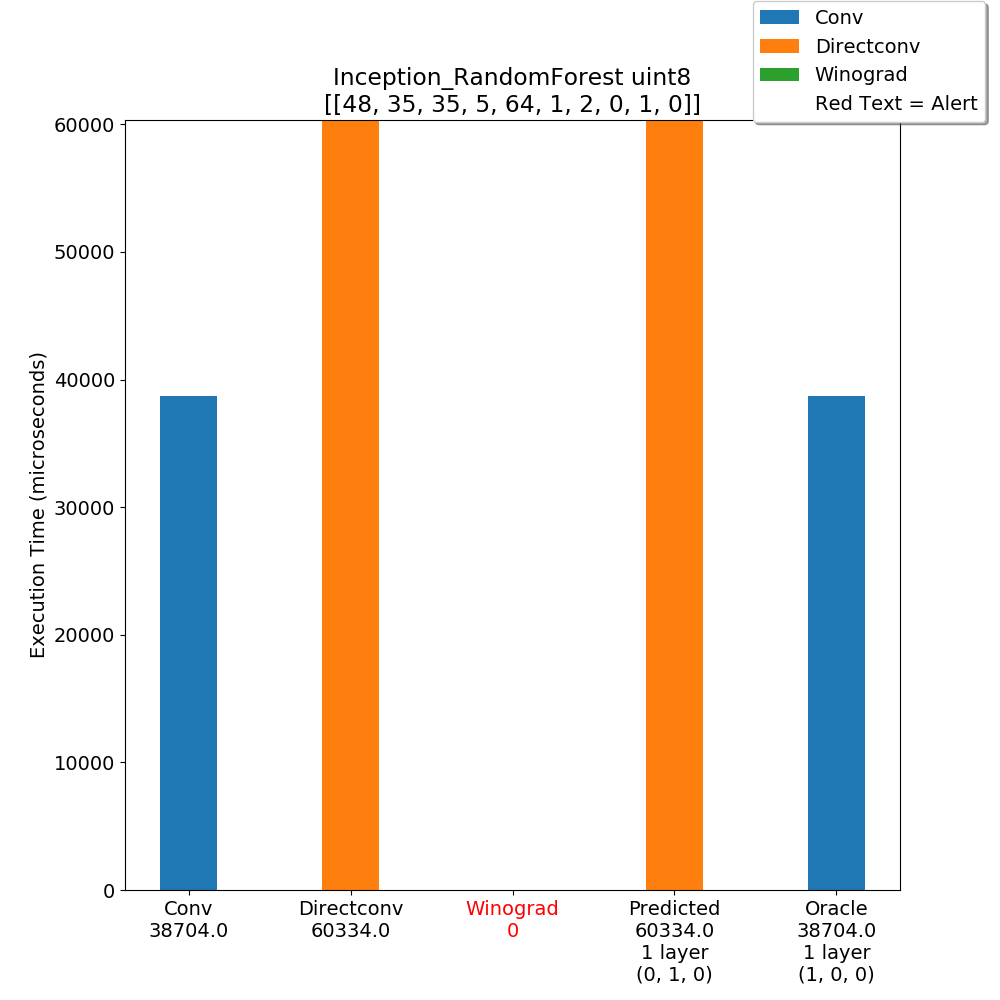 Conv
Directconv
Winograd
Red Text = Alert
Inception_RandomForest uint8
[[48, 35, 35, 5, 64, 1, 2, 0, 1, 0]]
60000
50000
40000
30000
20000
10000
0
Execution Time (microseconds)
Conv
38704.0
Directconv
60334.0
Winograd
0
Predicted
60334.0
1 layer
(0, 1, 0)
Oracle
38704.0
1 layer
(1, 0, 0)